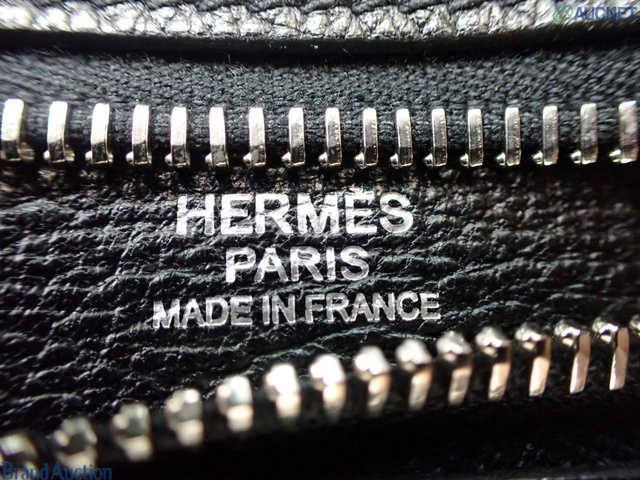 AUCNET
HERMES
PARIS
MADE IN FRANCE
Brand Auction